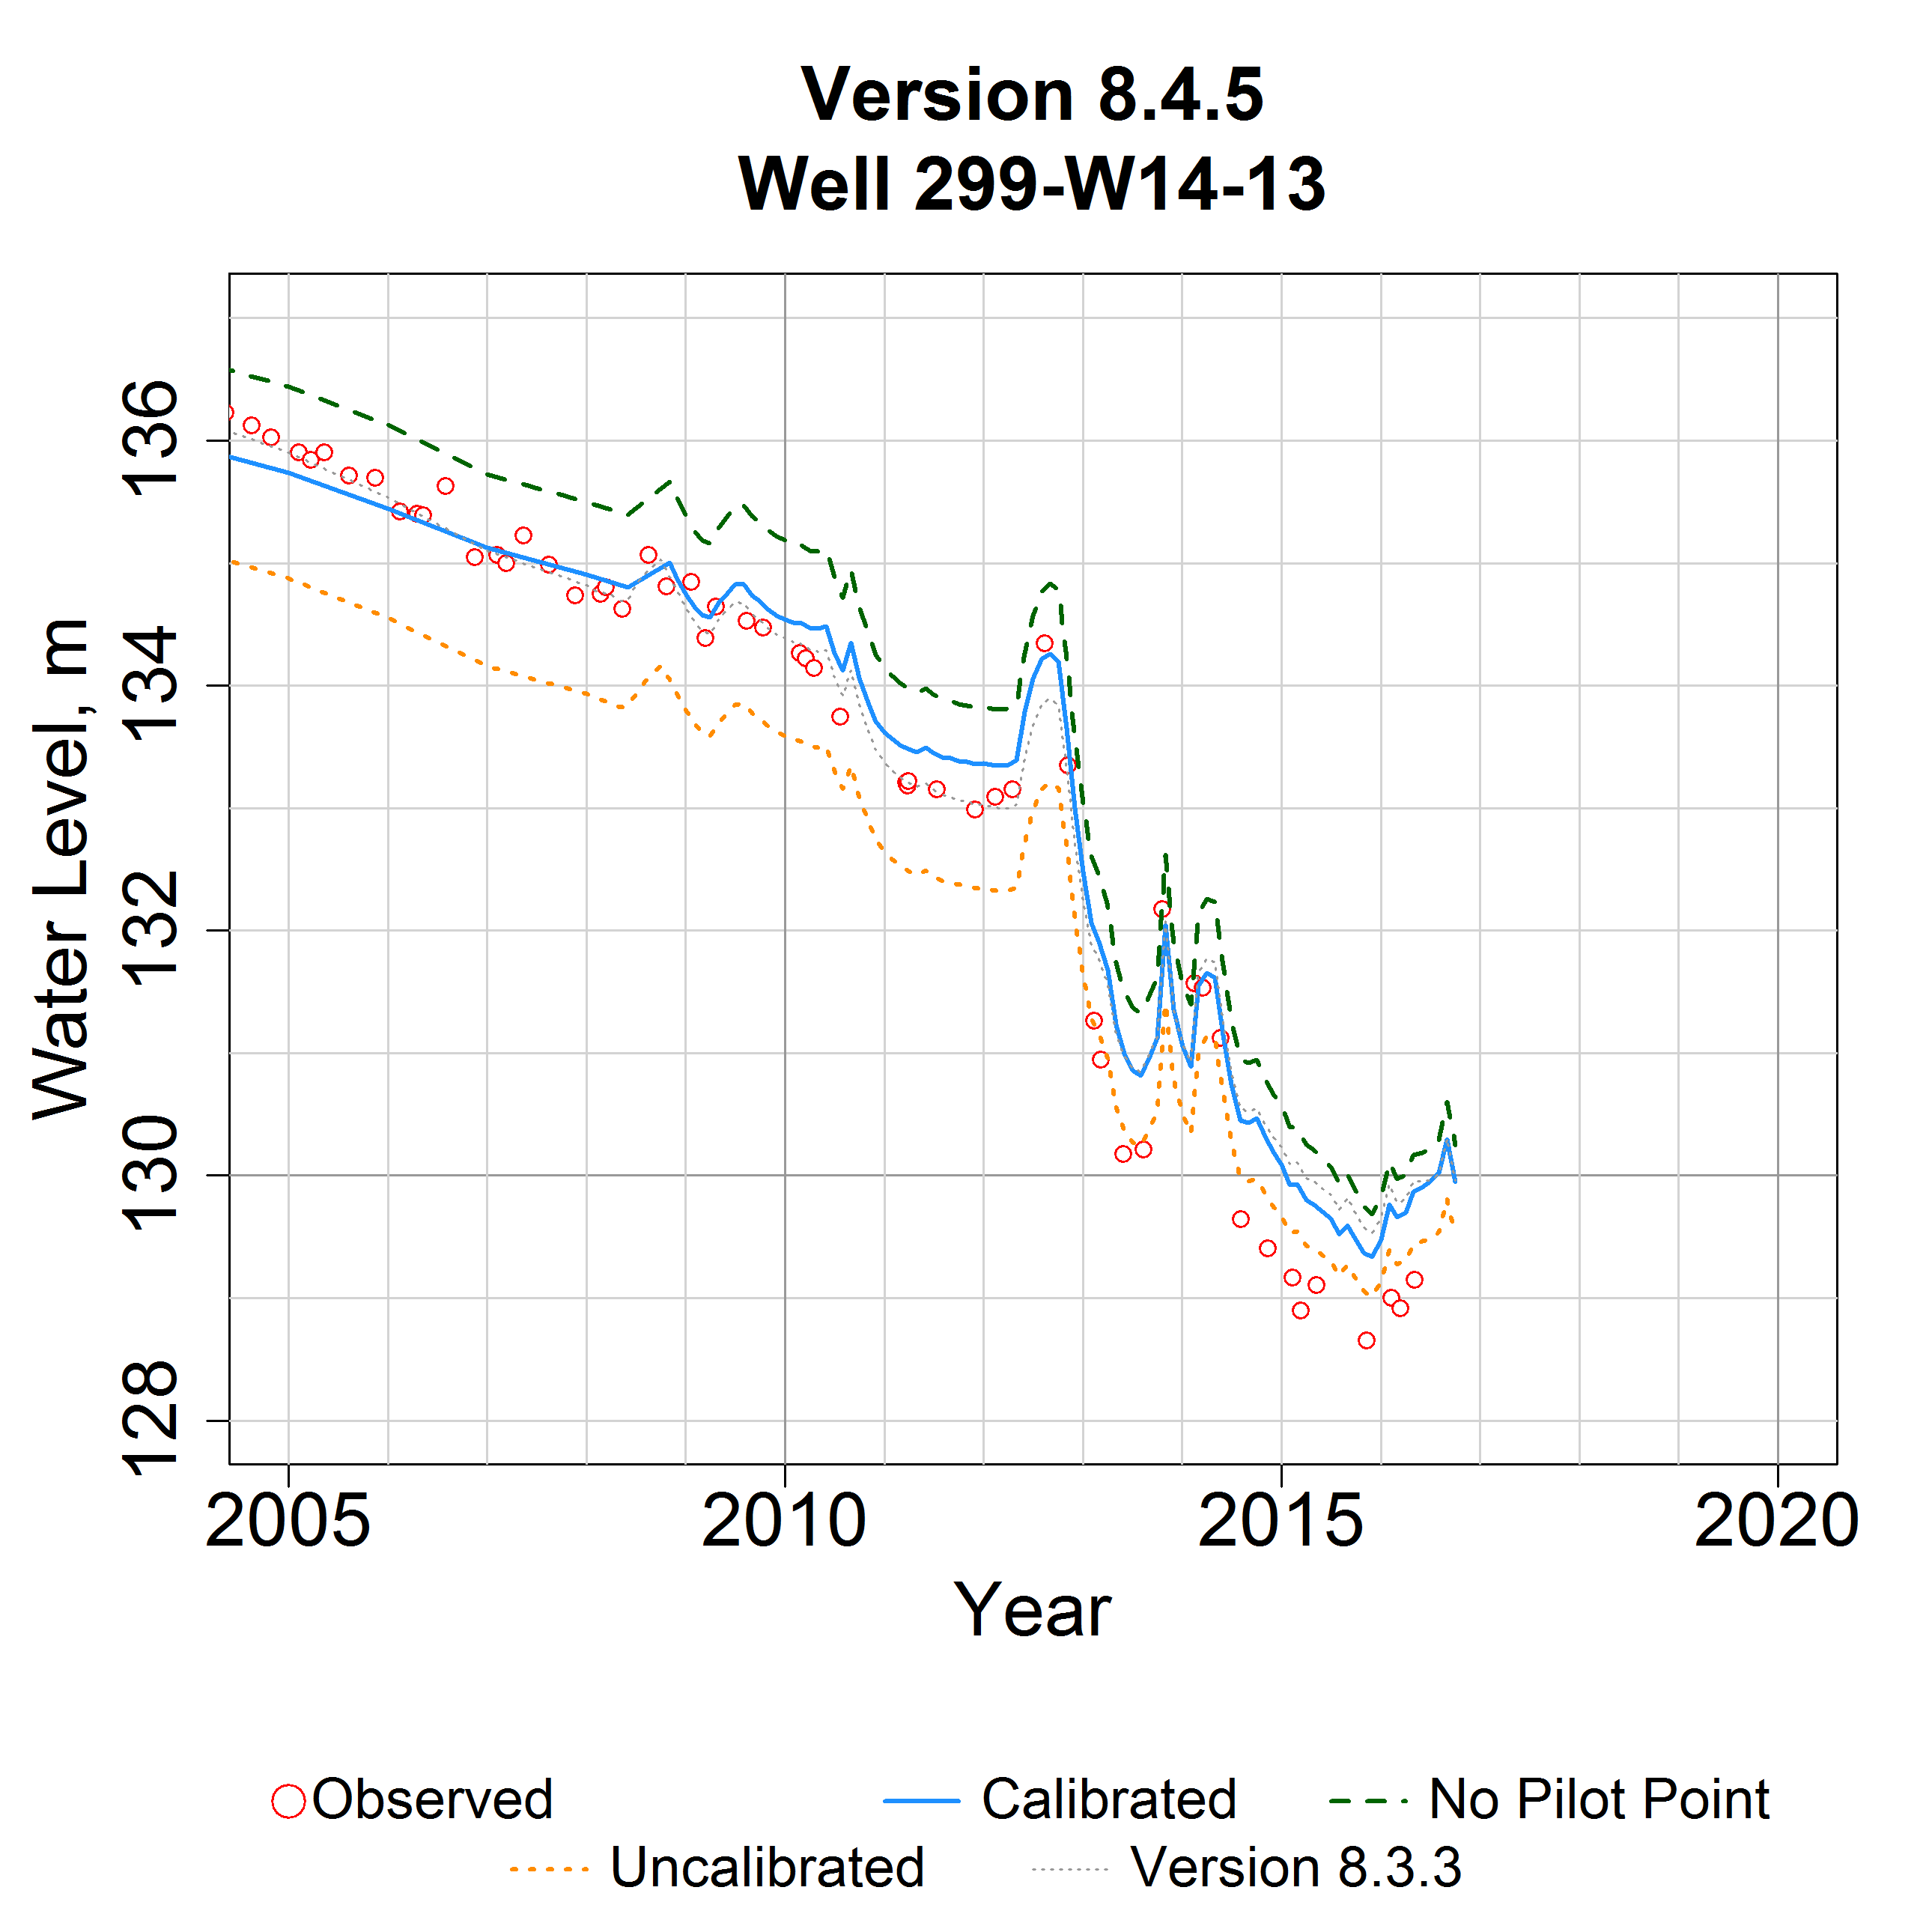 Version 8.4.5
Well 299-W14-13
Water Level, m
136
134
132
130
128
2005 2010 2015 2020
Year
Observed Calibrated No Pilot Point
Uncalibrated Version 8.3.3